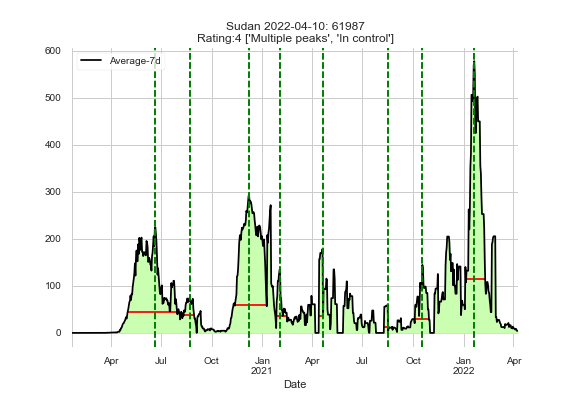 Sudan 2022-04-10: 61987
Rating:4 ['Multiple peaks', 'In control']
600
Average-7d
500
400
300
200
100
0
Apr Jul Oct Jan Apr Jul Oct Jan Apr
2021 2022
Date